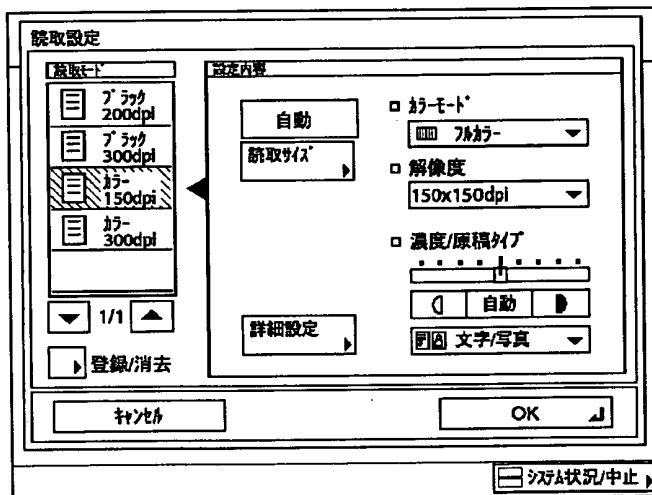 読取設定
読取ﾓｰﾄﾞ
ﾌﾞﾗｯｸ
200dpi
ﾌﾞﾗｯｸ
300dpi
ｶﾗｰ
150dpi
ｶﾗｰ
300dpi
1/1
登録/消去
設定内容
自動
読取ｻｲｽﾞ
詳細設定
ｶﾗｰﾓｰﾄﾞ
ﾌﾙｶﾗｰ
解像度
150x150dpi
濃度/原稿ﾀｲﾌﾟ
自動
文字/写真
ｷｬﾝｾﾙ
OK
ｼｽﾃﾑ状況/中止